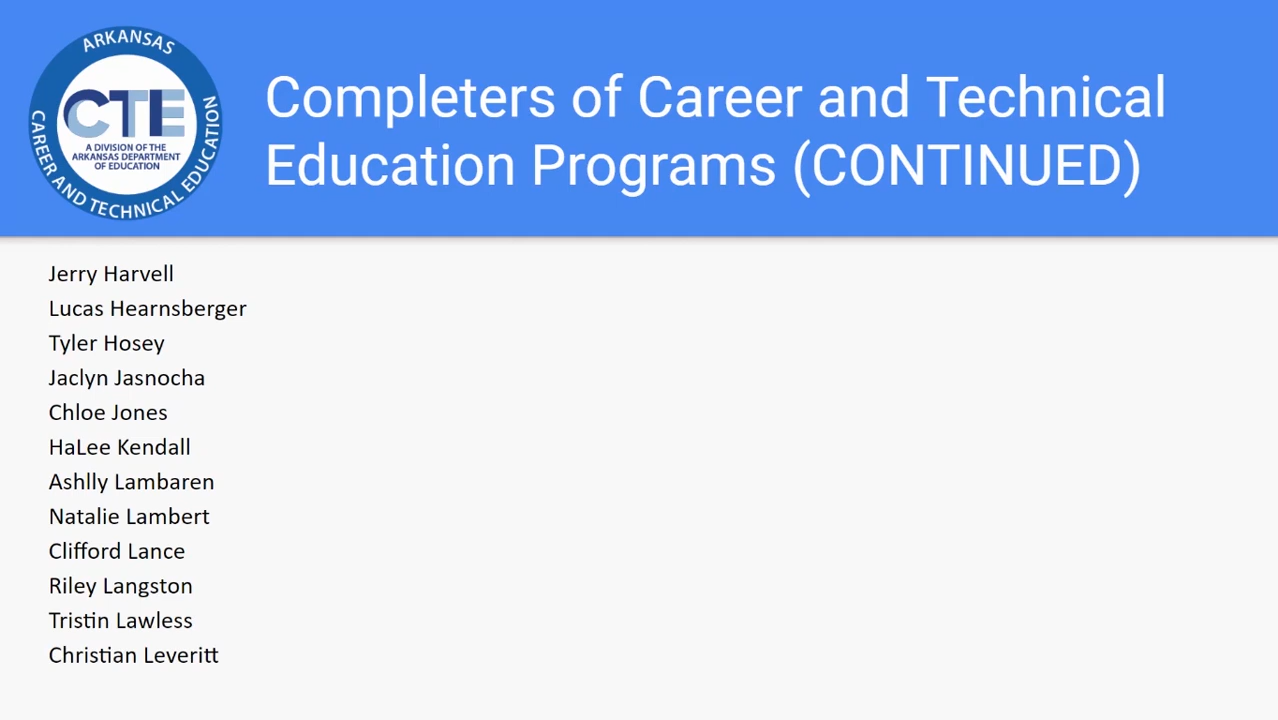 ARKANSAS
CTE
A DIVISION OF THE
ARKANSAS DEPARTMENT
OF EDUCATION
CAREER AND TECHNICAL EDUCATION
Completers of Career and Technical
Education Programs (CONTINUED)
Jerry Harvell
Lucas Hearnsberger
Tyler Hosey
Jaclyn Jasnocha
Chloe Jones
HaLee Kendall
Ashlly Lambaren
Natalie Lambert
Clifford Lance
Riley Langston
Tristin Lawless
Christian Leveritt